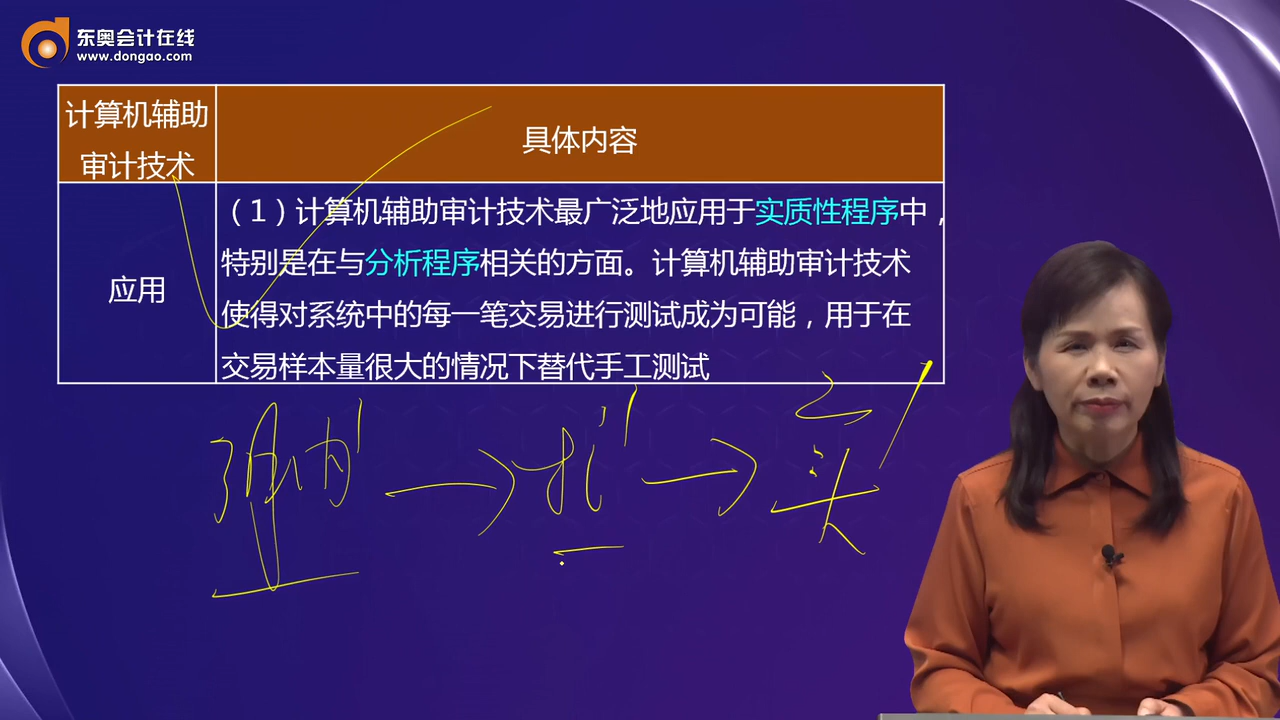 东奥会计在线
www.dongao.com
计算机辅助
审计技术
具体内容
应用
（1）计算机辅助审计技术最广泛地应用于实质性程序中，
特别是在与分析程序相关的方面。计算机辅助审计技术
使得对系统中的每一笔交易进行测试成为可能，用于在
交易样本量很大的情况下替代手工测试